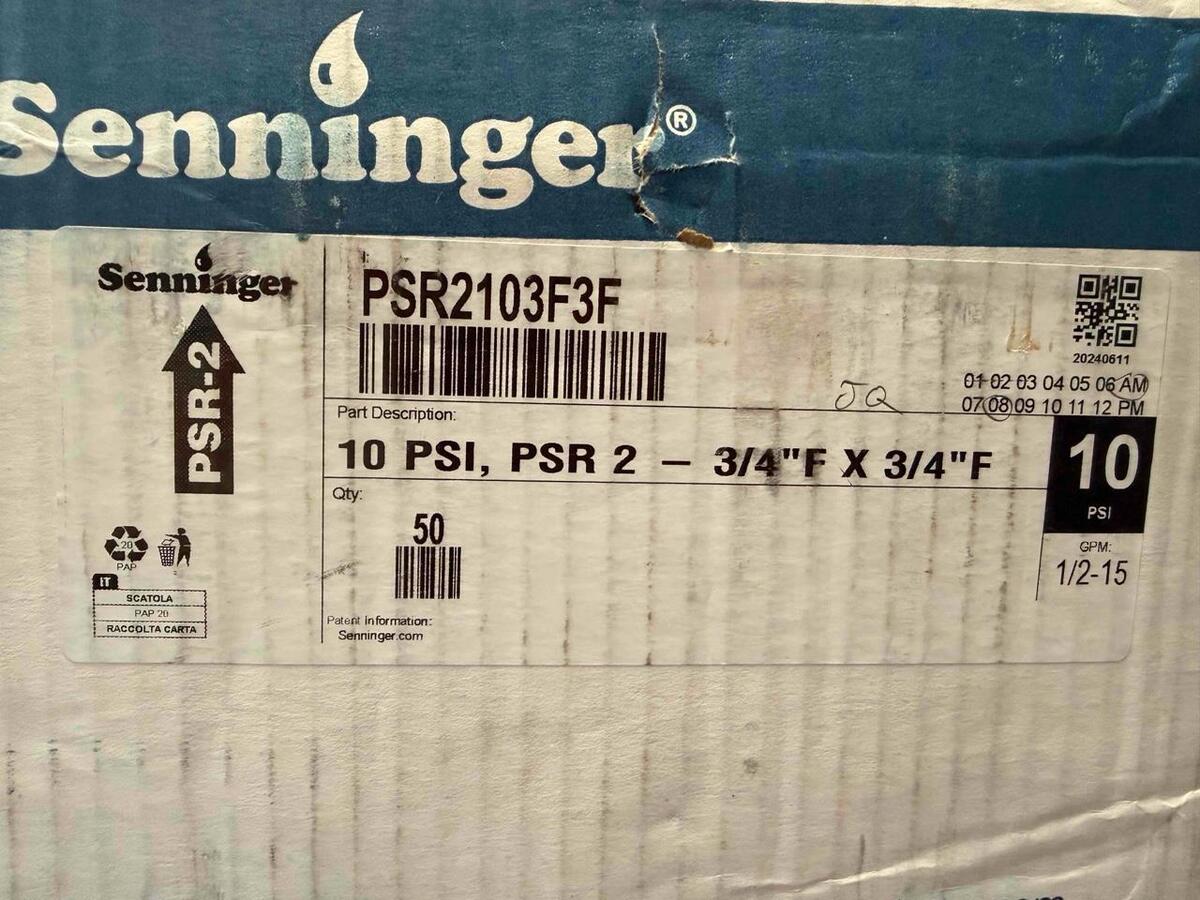 Senninger®
Senninger
PSR-2
PSR2103F3F
20240611
01 02 03 04 05 06 AM
07 08 09 10 11 12 PM
JQ
Part Description:
10 PSI, PSR 2 – 3/4"F X 3/4"F
10
PSI
GPM:
1/2-15
Qty:
50
Patent Information:
Senninger.com
20
PAP
IT
SCATOLA
PAP 20
RACCOLTA CARTA